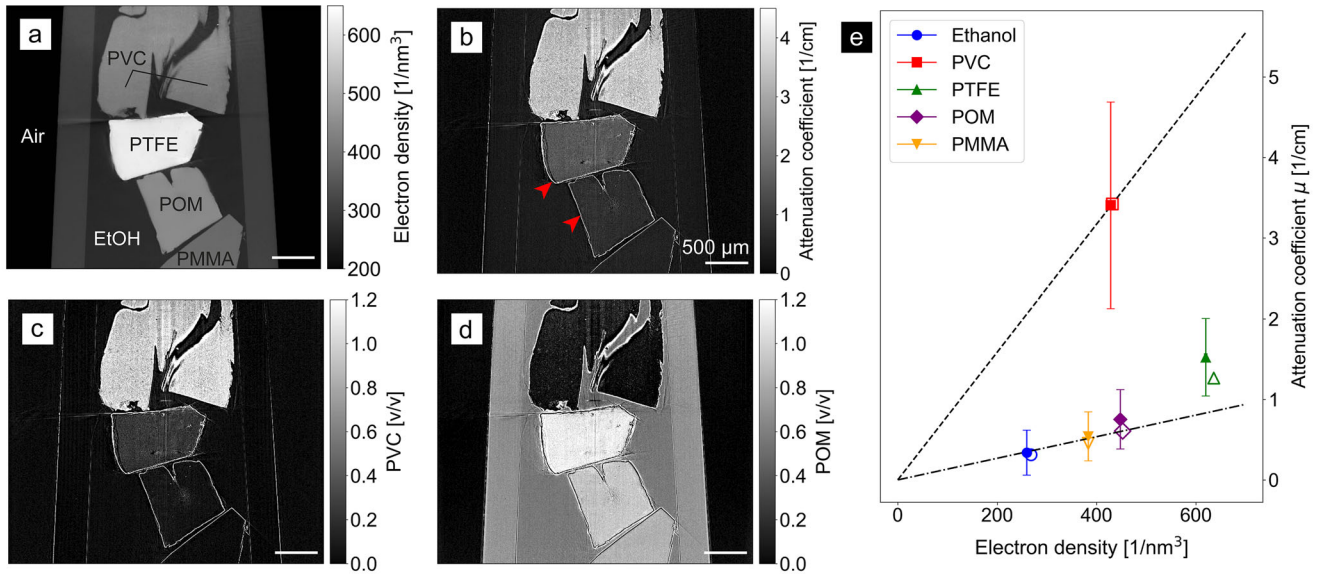 a
PVC
Air
PTFE
POM
EtOH
PMMA
600
500
400
300
200
Electron density [1/nm³]
b
500 µm
4
3
2
1
0
Attenuation coefficient [1/cm]
c
1.2
1.0
0.8
0.6
0.4
0.2
0.0
PVC [v/v]
d
1.2
1.0
0.8
0.6
0.4
0.2
0.0
POM [v/v]
e
Ethanol
PVC
PTFE
POM
PMMA
5
4
3
2
1
0
Attenuation coefficient µ [1/cm]
0 200 400 600
Electron density [1/nm³]